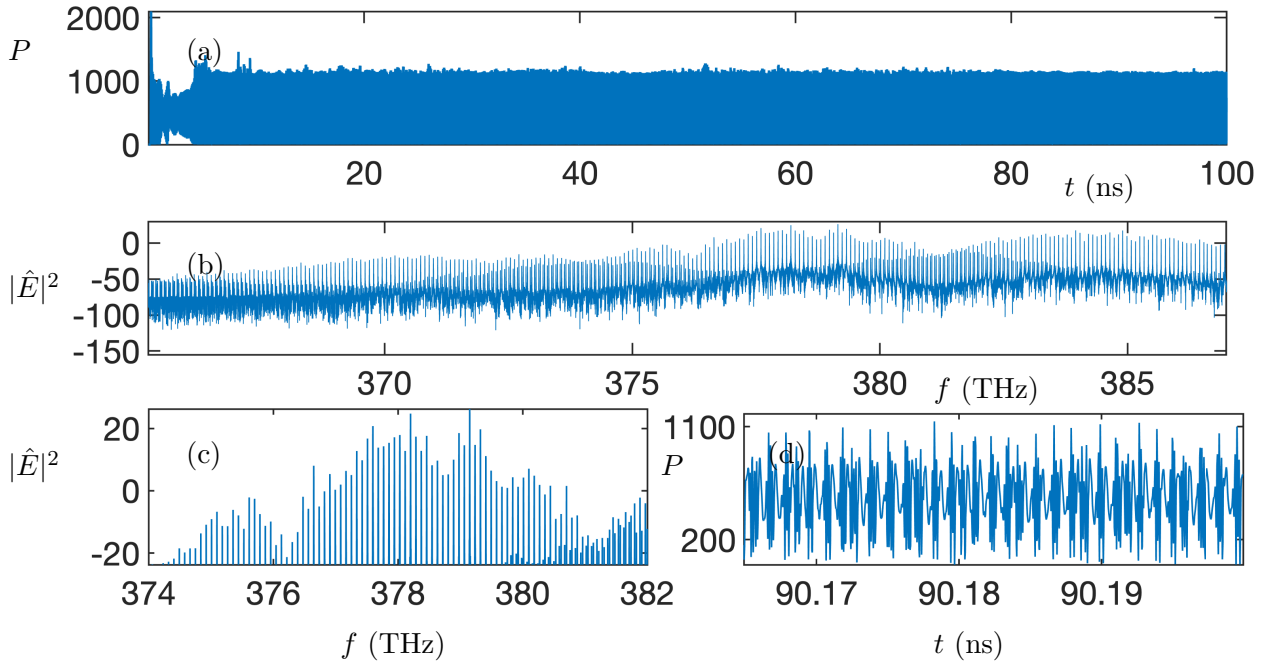 2000
P
(a)
1000
0
20 40 60 80 100
t (ns)
0
(b)
-50
|Ê|²
-100
-150
370 375 380 385
f (THz)
20
(c)
|Ê|²
0
-20
374 376 378 380 382
f (THz)
1100
P
(d)
200
90.17 90.18 90.19
t (ns)